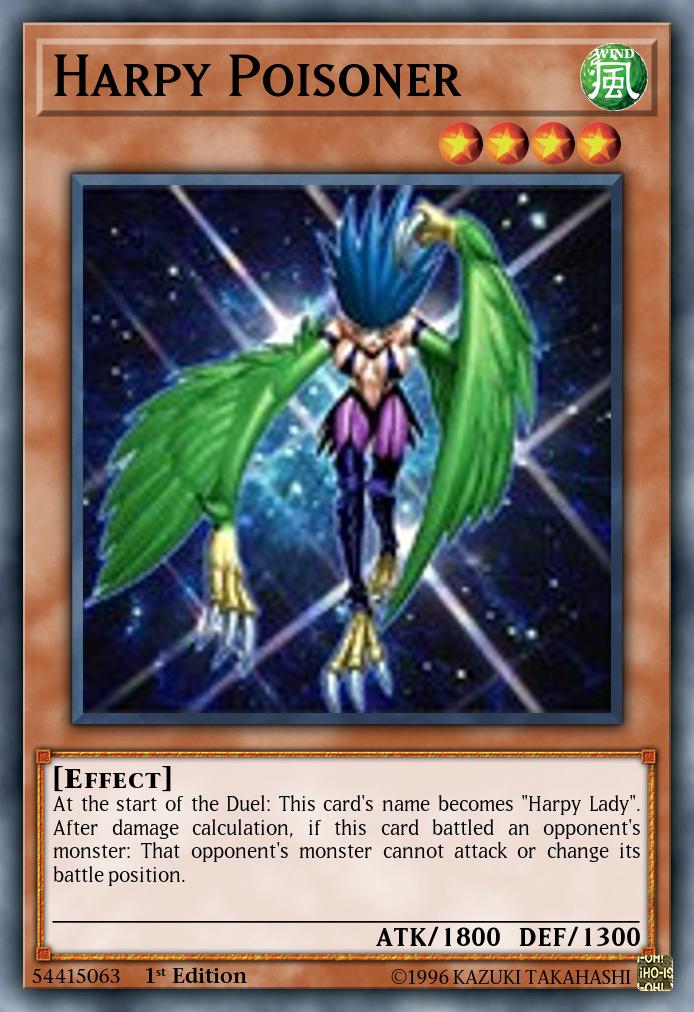 Harpy Poisoner
WIND
風
[Effect]
At the start of the Duel: This card's name becomes "Harpy Lady".
After damage calculation, if this card battled an opponent's
monster: That opponent's monster cannot attack or change its
battle position.
ATK/1800 DEF/1300
54415063 1st Edition ©1996 KAZUKI TAKAHASHI